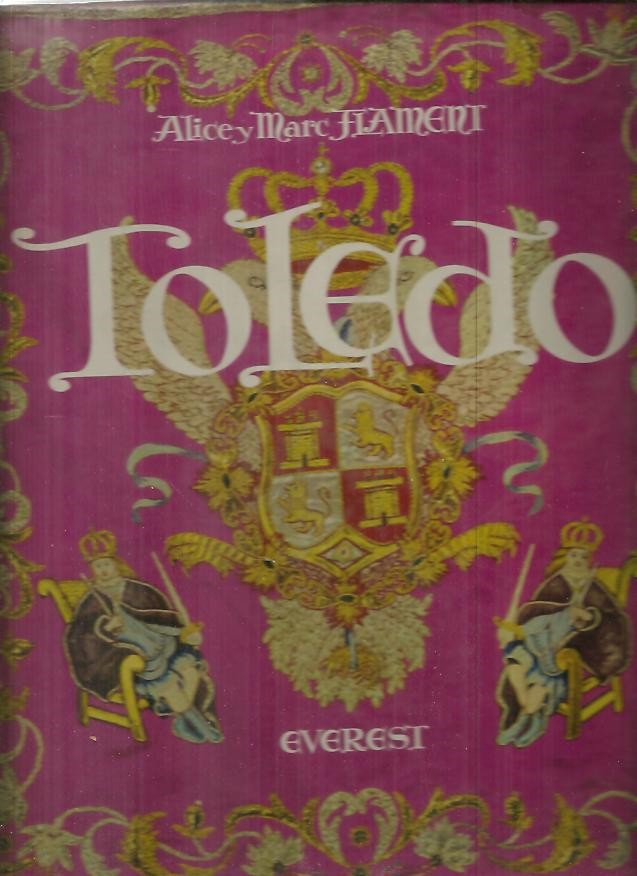 Alice y Marc FLAMENT
Toledo
EVEREST